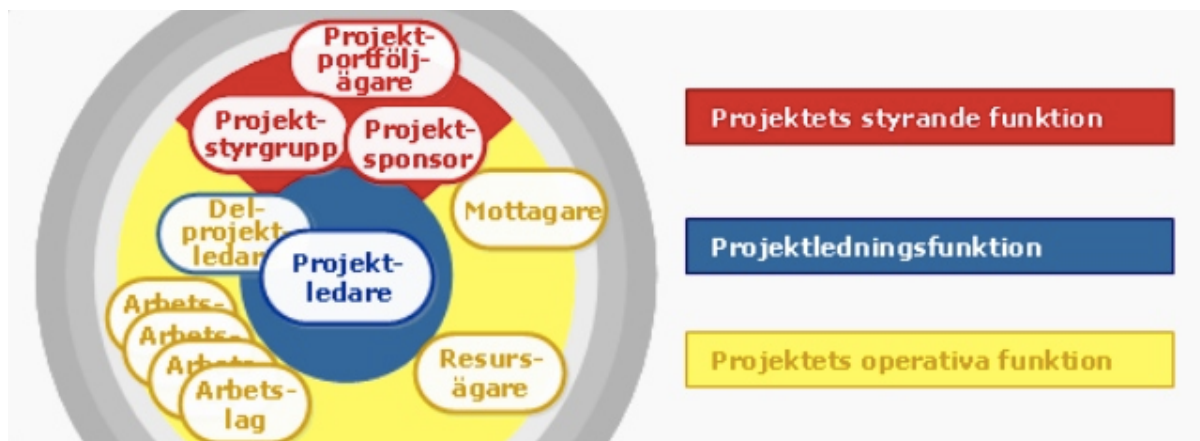 Projekt-
portfölj-
ägare
Projekt-
styrgrupp
Projekt-
sponsor
Mottagare
Del-
projekt-
ledare
Projekt-
ledare
Arbets-
Arbets-
Arbets-
Arbets-
lag
Resurs-
ägare
Projektets styrande funktion
Projektledningsfunktion
Projektets operativa funktion